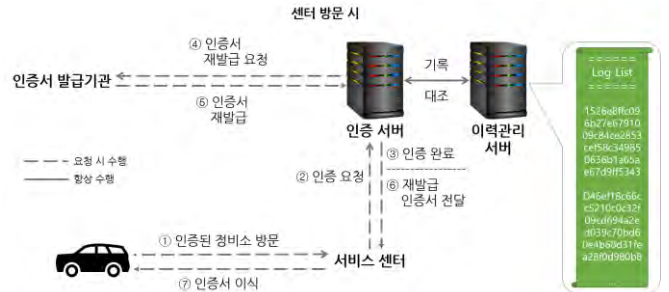 센터 방문 시
④ 인증서
재발급 요청
인증서 발급기관
⑤ 인증서
재발급
인증 서버
기록
대조
이력관리
서버
요청 시 수행
항상 수행
② 인증 요청
③ 인증 완료
⑥ 재발급
인증서 전달
① 인증된 정비소 방문
서비스 센터
⑦ 인증서 이식
Log List
1526e8ffc09
6b27e67910
09c84ce2853
cef58c34985
0636b1a65a
e67d9ff5343
D46ef18c66c
c5210c0c32f
09cd694a2e
d039c70bd6
0e4b60d31fe
a28f0d980b8